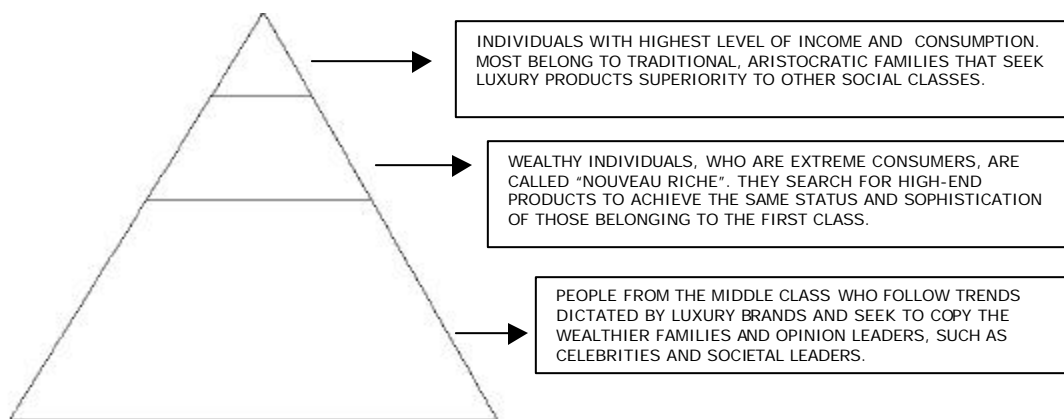 INDIVIDUALS WITH HIGHEST LEVEL OF INCOME AND CONSUMPTION.
MOST BELONG TO TRADITIONAL, ARISTOCRATIC FAMILIES THAT SEEK
LUXURY PRODUCTS SUPERIORITY TO OTHER SOCIAL CLASSES.
WEALTHY INDIVIDUALS, WHO ARE EXTREME CONSUMERS, ARE
CALLED “NOUVEAU RICHE”. THEY SEARCH FOR HIGH-END
PRODUCTS TO ACHIEVE THE SAME STATUS AND SOPHISTICATION
OF THOSE BELONGING TO THE FIRST CLASS.
PEOPLE FROM THE MIDDLE CLASS WHO FOLLOW TRENDS
DICTATED BY LUXURY BRANDS AND SEEK TO COPY THE
WEALTHIER FAMILIES AND OPINION LEADERS, SUCH AS
CELEBRITIES AND SOCIETAL LEADERS.